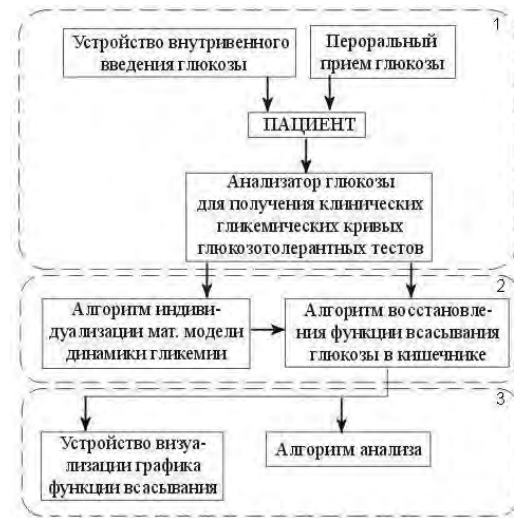 1
Устройство внутривенного
введения глюкозы
Пероральный
прием глюкозы
ПАЦИЕНТ
Анализатор глюкозы
для получения клинических
гликемических кривых
глюкозотолерантных тестов
2
Алгоритм индиви-
дуализации мат. модели
динамики гликемии
Алгоритм восстановле-
ния функции всасывания
глюкозы в кишечнике
3
Устройство визуа-
лизации графика
функции всасывания
Алгоритм анализа